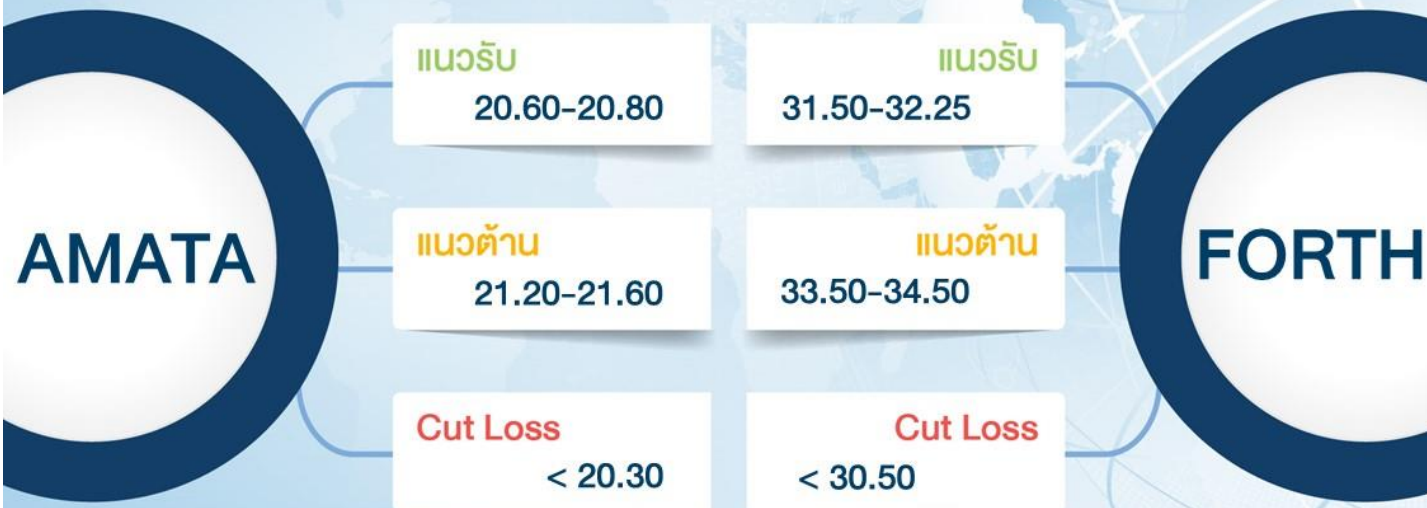 AMATA
แนวรับ
20.60-20.80
แนวต้าน
21.20-21.60
Cut Loss
< 20.30
แนวรับ
31.50-32.25
แนวต้าน
33.50-34.50
Cut Loss
< 30.50
FORTH